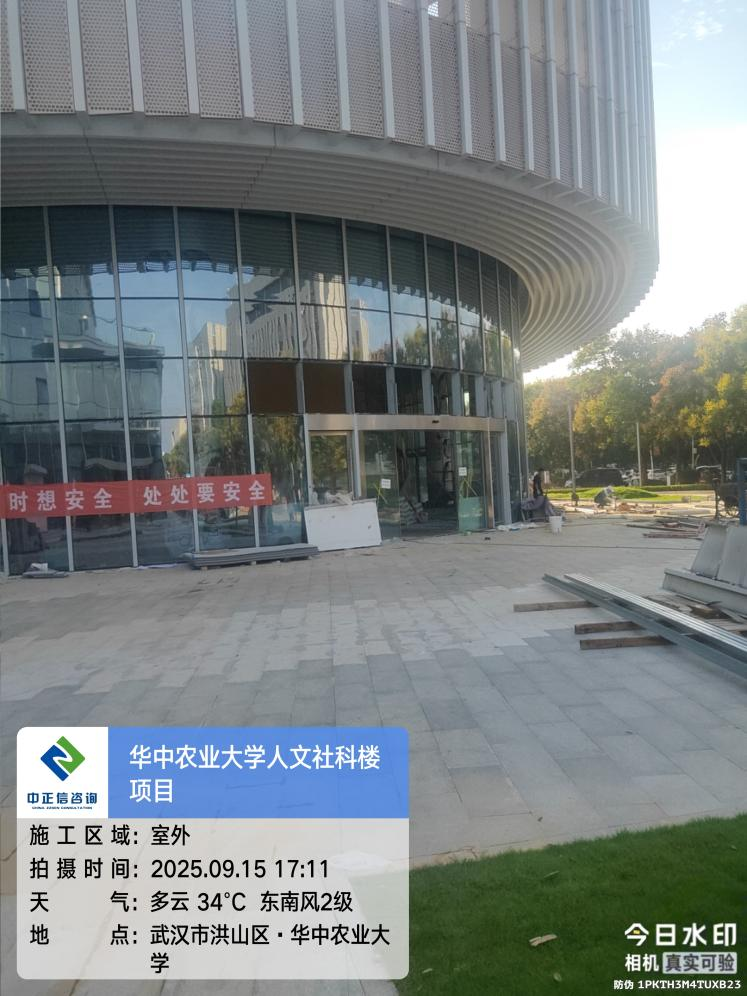 时想安全 处处要安全
华中农业大学人文社科楼
项目
中正信咨询
CHINA ZZXIN CONSULTATION
施工区域：室外
拍摄时间：2025.09.15 17:11
天气：多云 34°C 东南风2级
地点：武汉市洪山区·华中农业大
学
今日水印
相机 真实可验
防伪 1PKTH3M4TUXB23